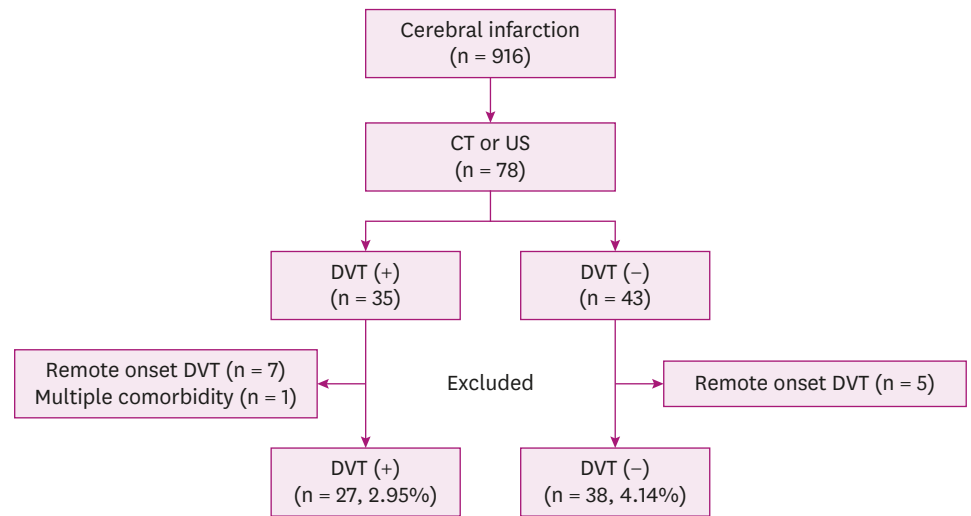 Cerebral infarction
(n = 916)
CT or US
(n = 78)
DVT (+)
(n = 35)
DVT (−)
(n = 43)
Remote onset DVT (n = 7)
Multiple comorbidity (n = 1)
Excluded
Remote onset DVT (n = 5)
DVT (+)
(n = 27, 2.95%)
DVT (−)
(n = 38, 4.14%)